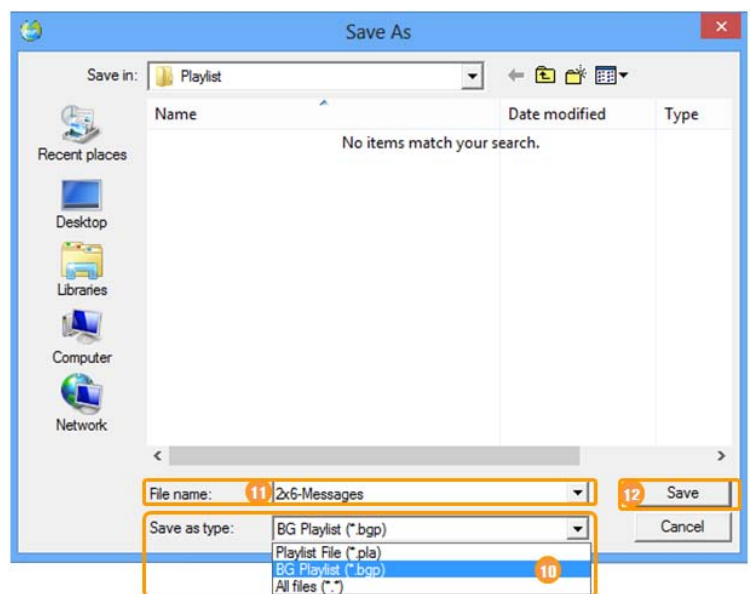 Save As
Save in:
Playlist
Name
Date modified
Type
No items match your search.
Recent places
Desktop
Libraries
Computer
Network
File name:
11
2x6-Messages
12
Save
Save as type:
BG Playlist (*.bgp)
Cancel
Playlist File (*.pla)
BG Playlist (*.bgp)
10
All files (*.*)